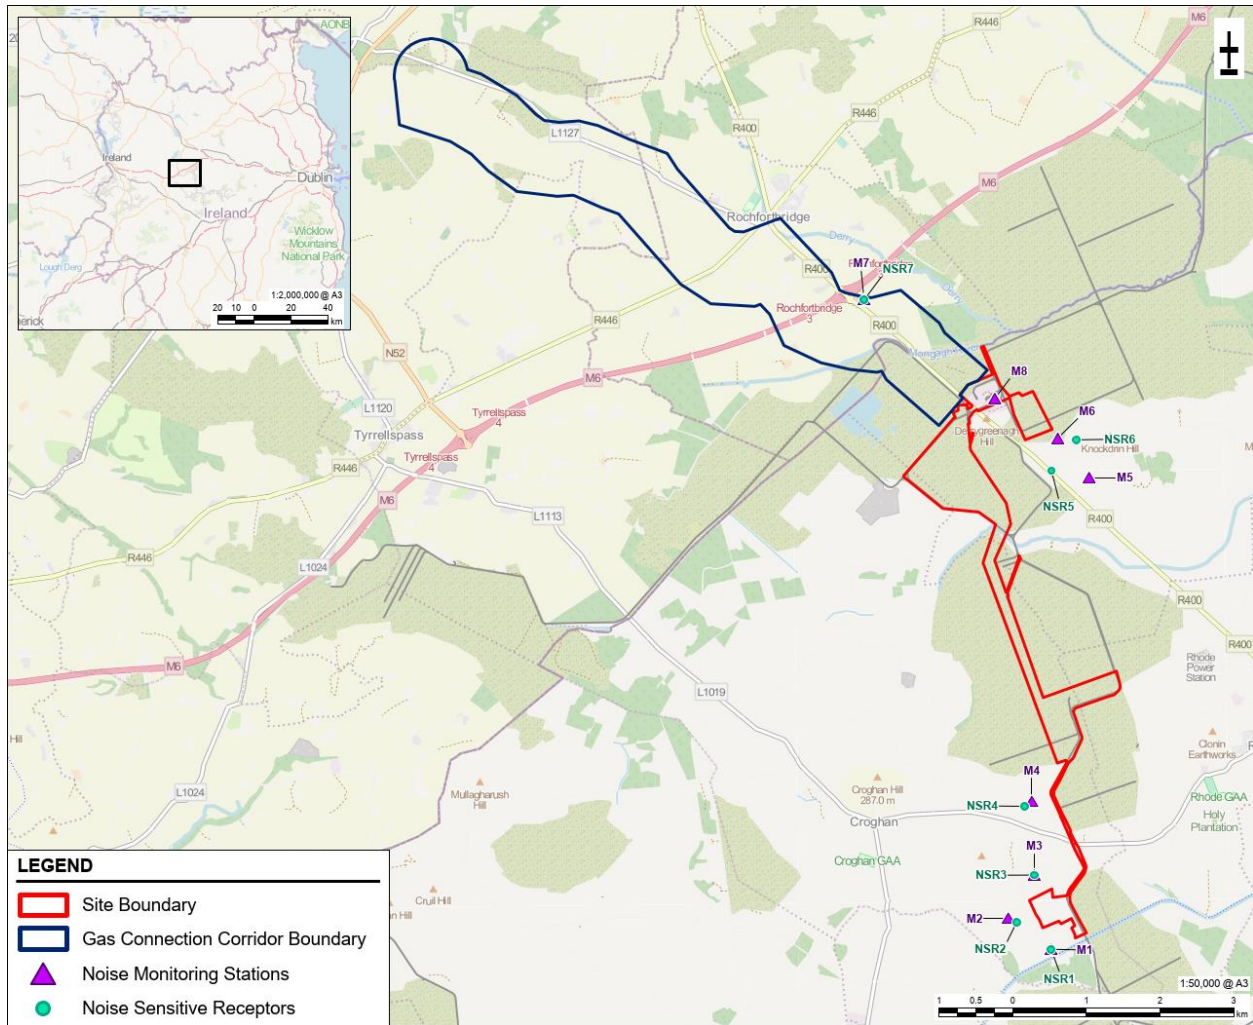 AONB
Ireland
Dublin
Ireland
Wicklow
Mountains
National Park
Lough Derg
1:2,000,000 @ A3
20 10 0 20 40
km
R446
M6
R400
R446
L1127
M6
Rochfortbridge
Derry
R400
M7
NSR7
Derry
Rochfortbridge
3
R400
R446
N52
M6
M8
L1120
Tyrrellspass
Tyrrellspass
4
M6
NSR6
Derrygreenagh
Hill
Knockdrin Hill
Tyrrellspass
4
R446
M5
NSR5
M6
L1113
R400
R446
L1024
R400
R400
Rhode
Power
Station
M6
L1019
Hill
Clonin
Earthworks
M4
Mullagharush
Hill
Croghan Hill
287.0 m
L1024
NSR4
Rhode GAA
Croghan
Holy
Plantation
M3
Croghan GAA
NSR3
Cruil Hill
M2
NSR2
M1
NSR1
LEGEND
Site Boundary
Gas Connection Corridor Boundary
Noise Monitoring Stations
Noise Sensitive Receptors
1:50,000 @ A3
1 0.5 0 1 2 3
km